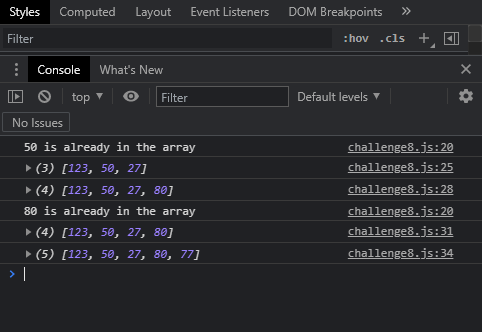 Styles Computed Layout Event Listeners DOM Breakpoints »
Filter :hov .cls +
Console What's New
top Filter Default levels
No Issues
50 is already in the array challenge8.js:20
(3) [123, 50, 27] challenge8.js:25
(4) [123, 50, 27, 80] challenge8.js:28
80 is already in the array challenge8.js:20
(4) [123, 50, 27, 80] challenge8.js:31
(5) [123, 50, 27, 80, 77] challenge8.js:34